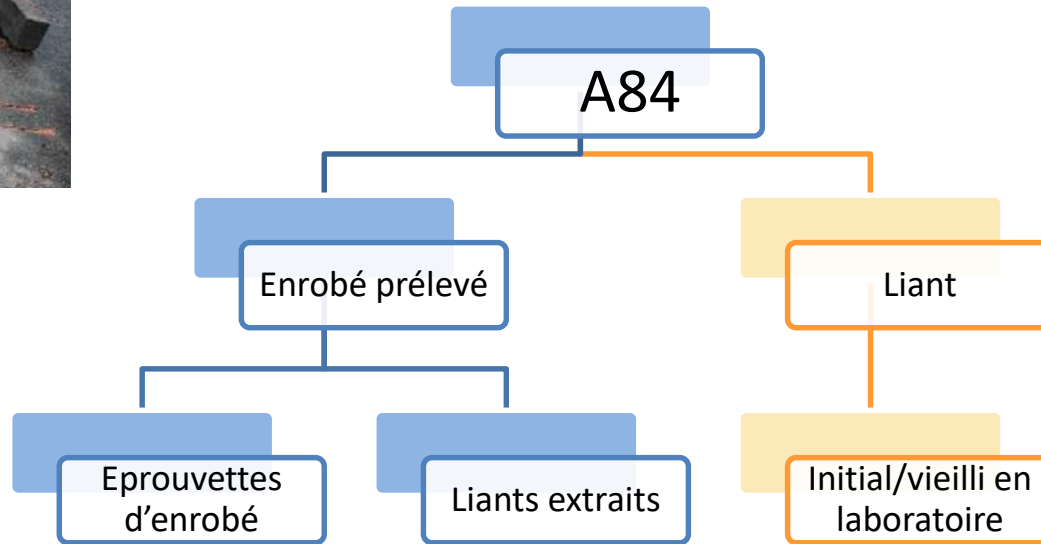 A84
Enrobé prélevé
Liant
Eprouvettes
d’enrobé
Liants extraits
Initial/vieilli en
laboratoire